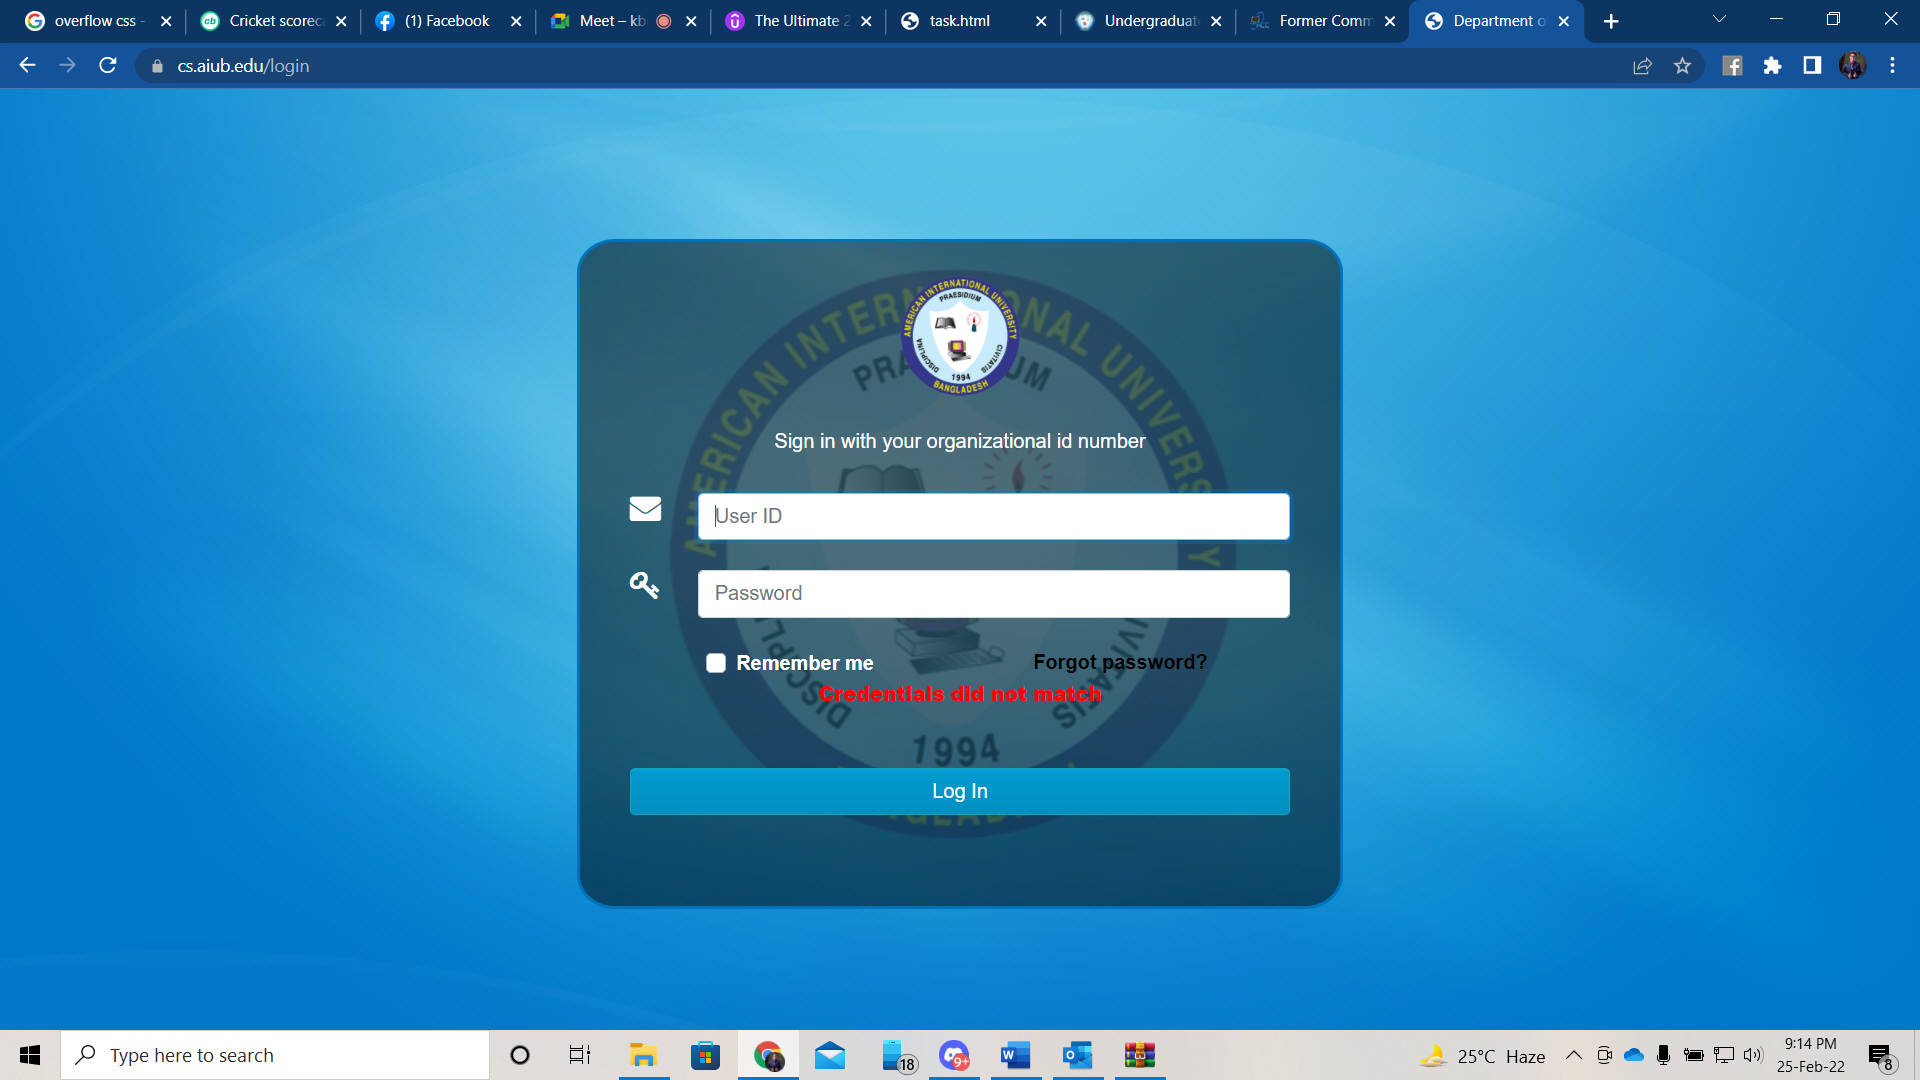 overflow css -
Cricket scoreca
(1) Facebook
Meet – kb
The Ultimate 2
task.html
Undergraduat
Former Comm
Department o
cs.aiub.edu/login
AMERICAN INTERNATIONAL UNIVERSITY
PRAESIDIUM
DISCIPLINA
CIVITATIS
1994
BANGLADESH
Sign in with your organizational id number
User ID
Password
Remember me
Forgot password?
Credentials did not match
1994
Log In
Type here to search
18
9+
25°C Haze
9:14 PM
25-Feb-22
8